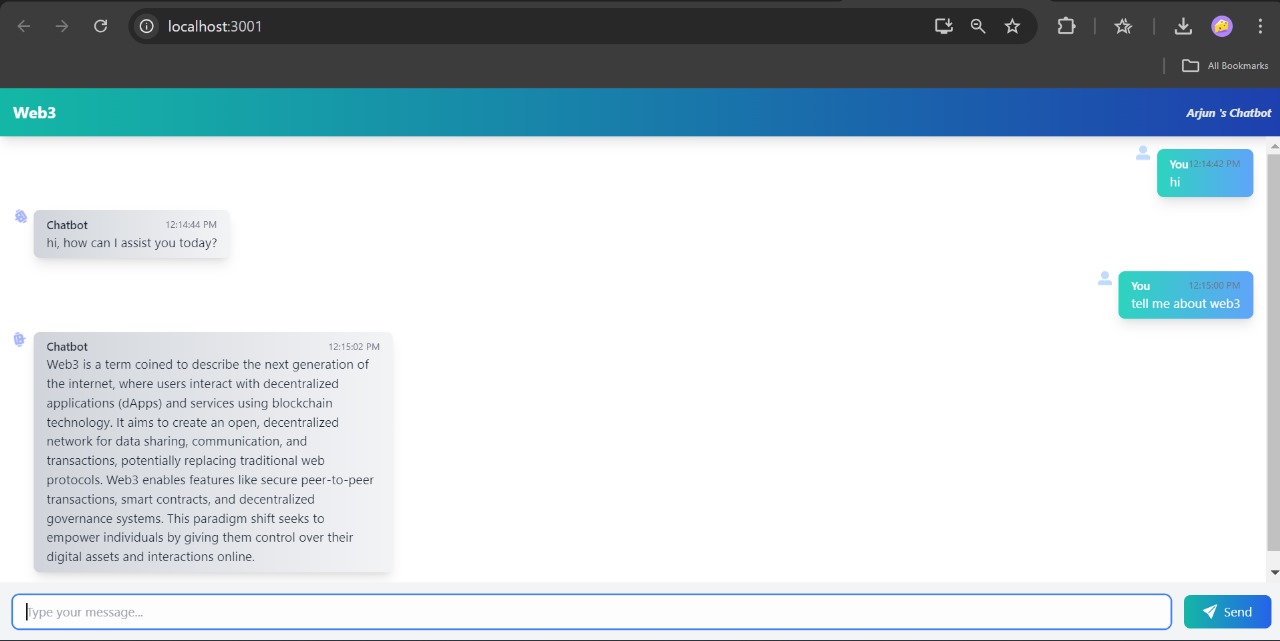 localhost:3001
All Bookmarks
Web3
Arjun 's Chatbot
You 12:14:42 PM
hi
Chatbot 12:14:44 PM
hi, how can I assist you today?
You 12:15:00 PM
tell me about web3
Chatbot 12:15:02 PM
Web3 is a term coined to describe the next generation of
the internet, where users interact with decentralized
applications (dApps) and services using blockchain
technology. It aims to create an open, decentralized
network for data sharing, communication, and
transactions, potentially replacing traditional web
protocols. Web3 enables features like secure peer-to-peer
transactions, smart contracts, and decentralized
governance systems. This paradigm shift seeks to
empower individuals by giving them control over their
digital assets and interactions online.
Type your message...
Send